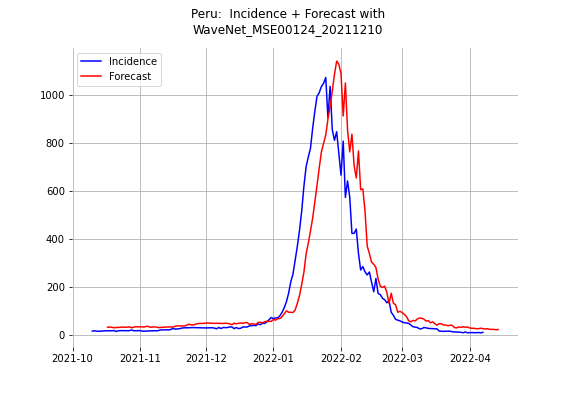 Peru:  Incidence + Forecast with
WaveNet_MSE00124_20211210
Incidence
Forecast
1000
800
600
400
200
0
2021-10 2021-11 2021-12 2022-01 2022-02 2022-03 2022-04